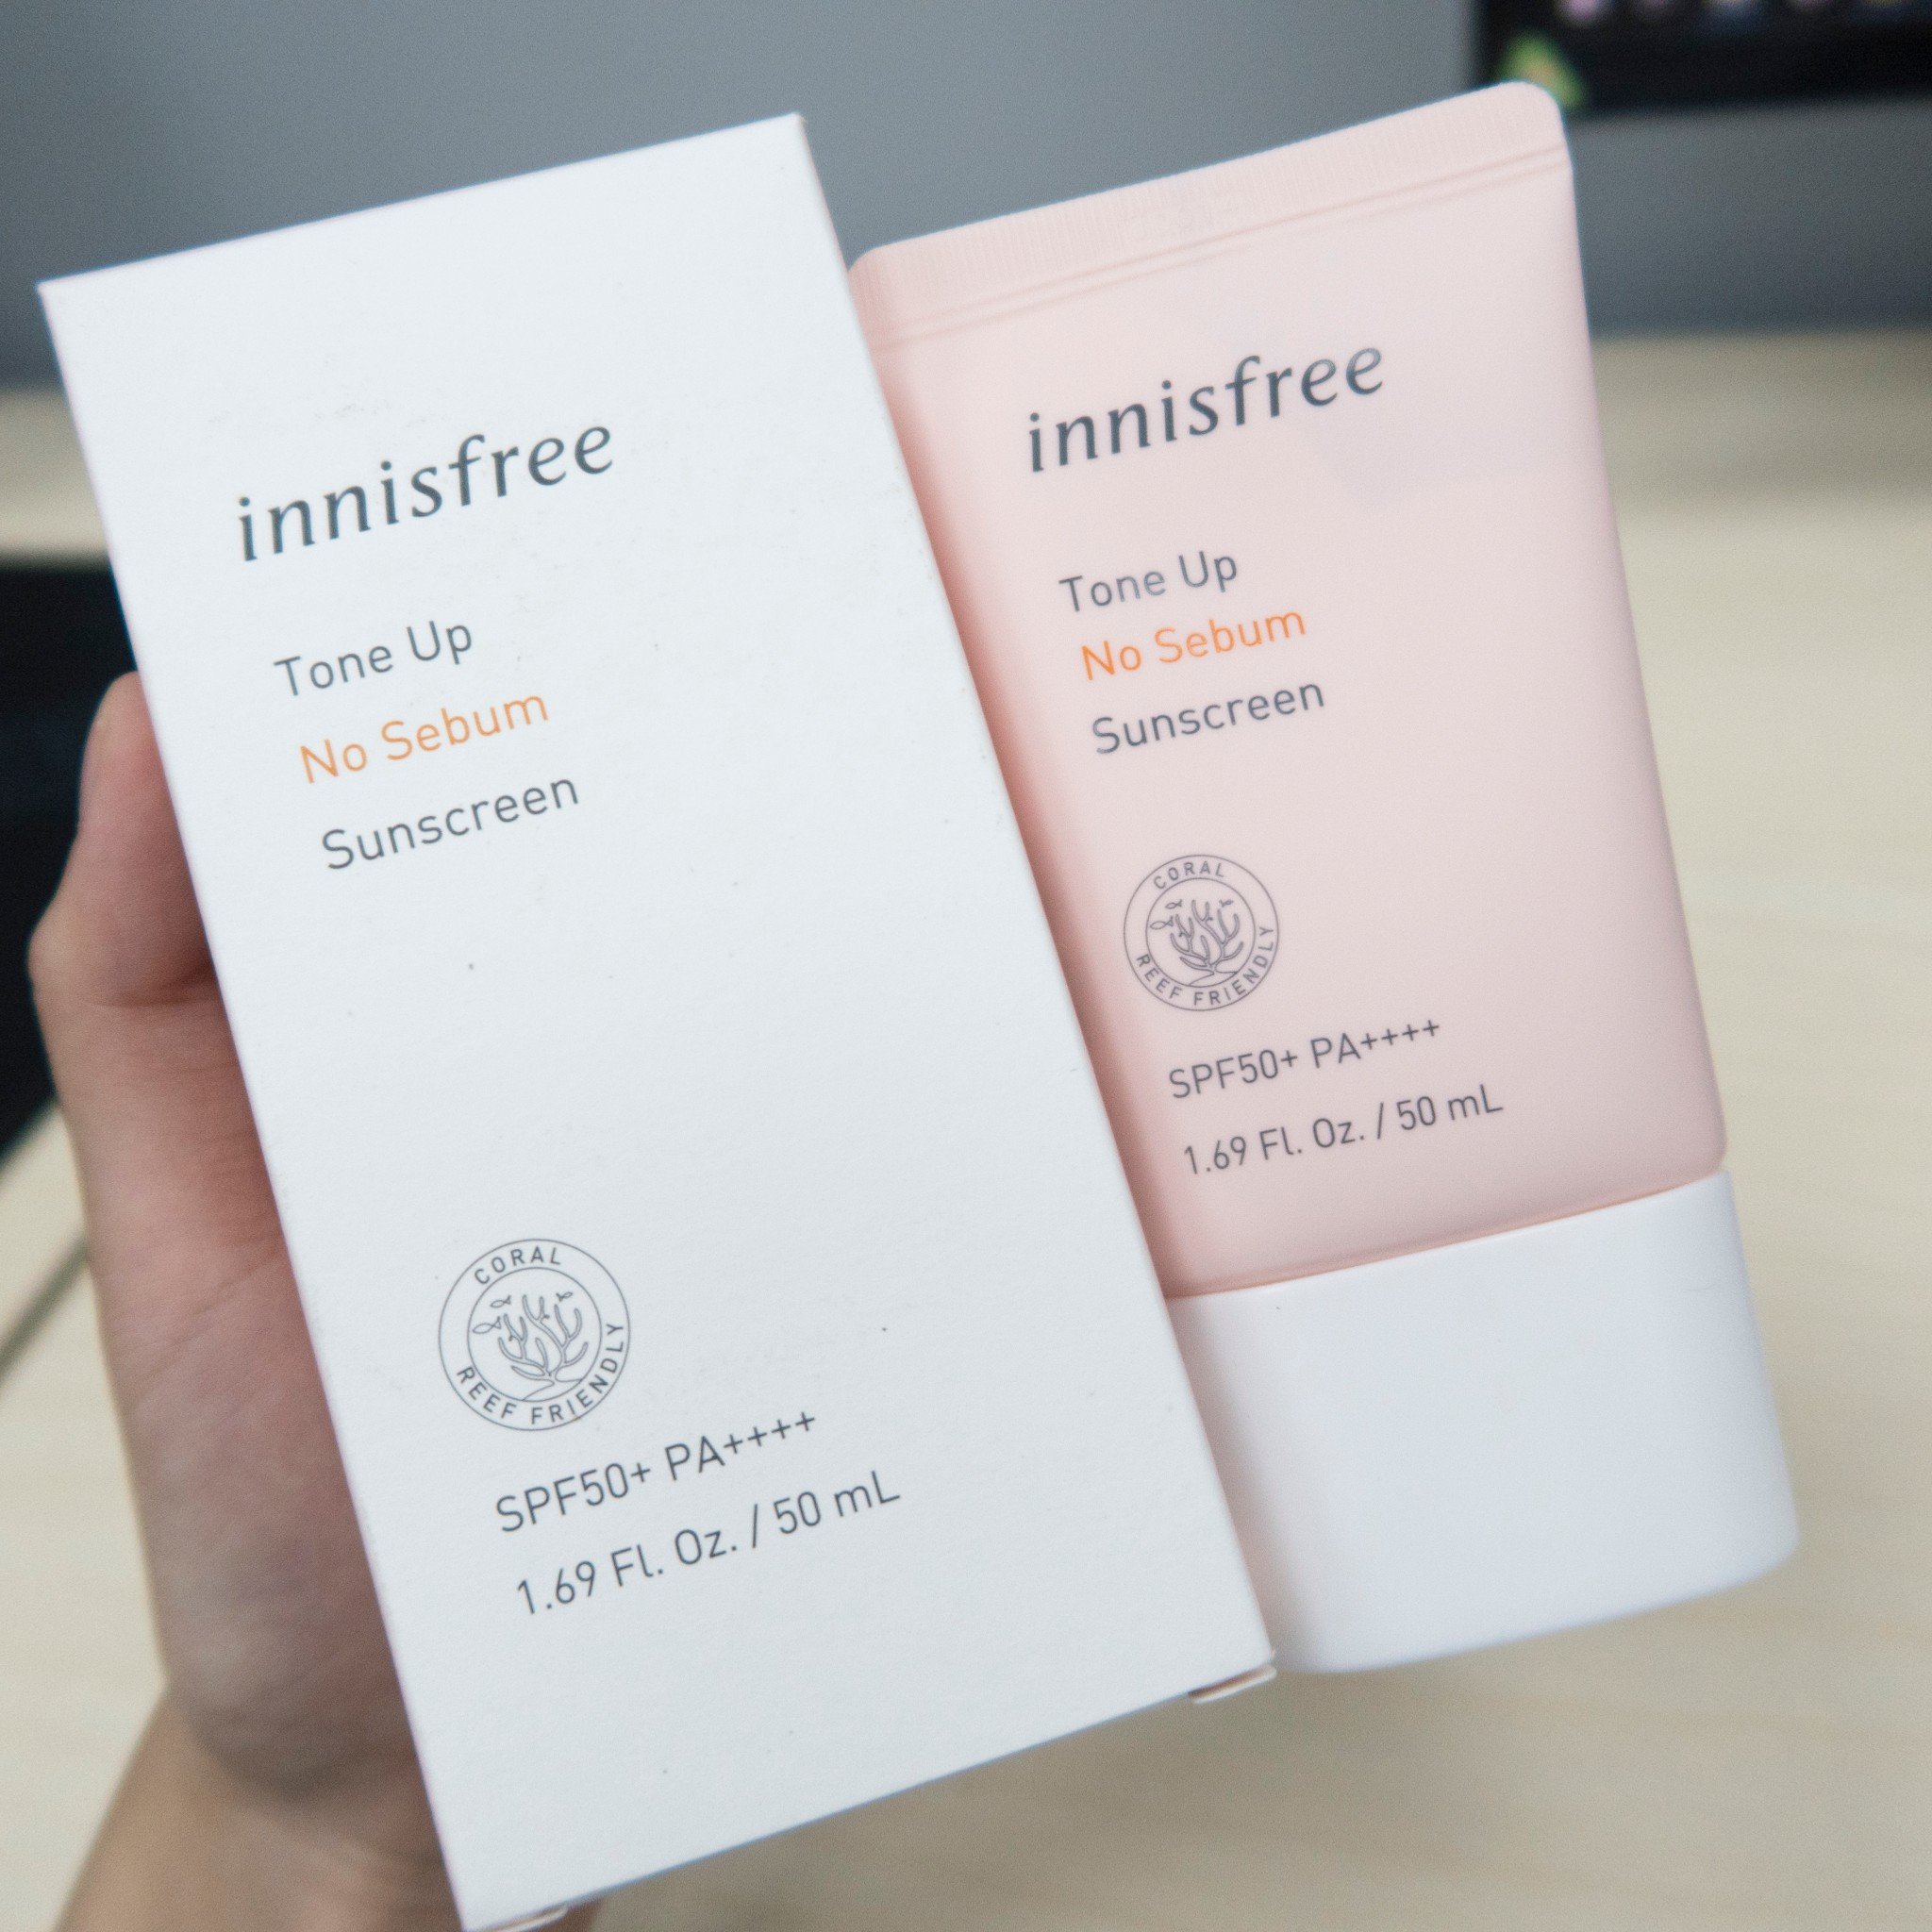 innisfree
Tone Up
No Sebum
Sunscreen
CORAL
REEF FRIENDLY
SPF50+ PA++++
1.69 Fl. Oz. / 50 mL
innisfree
Tone Up
No Sebum
Sunscreen
CORAL
REEF FRIENDLY
SPF50+ PA++++
1.69 Fl. Oz. / 50 mL